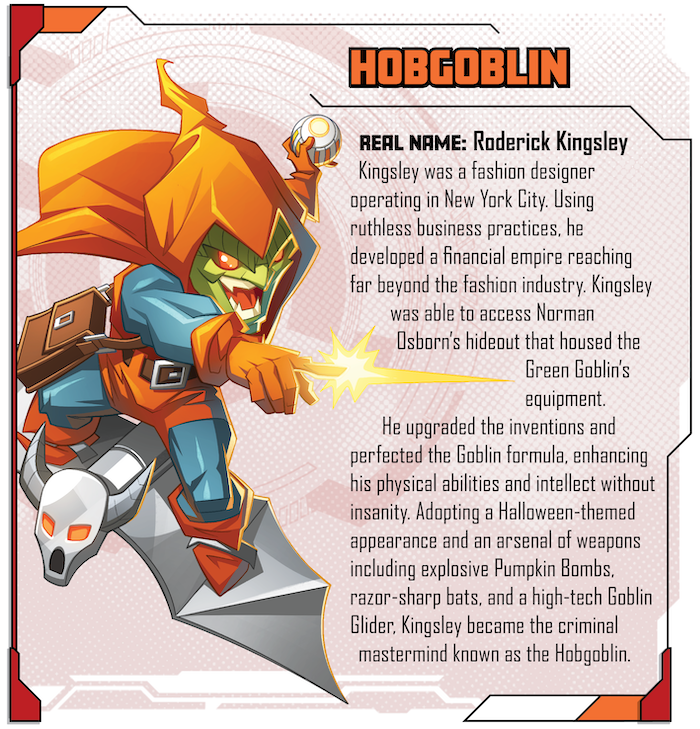 HOBGOBLIN
REAL NAME: Roderick Kingsley
Kingsley was a fashion designer
operating in New York City. Using
ruthless business practices, he
developed a financial empire reaching
far beyond the fashion industry. Kingsley
was able to access Norman
Osborn's hideout that housed the
Green Goblin's
equipment.
He upgraded the inventions and
perfected the Goblin formula, enhancing
his physical abilities and intellect without
insanity. Adopting a Halloween-themed
appearance and an arsenal of weapons
including explosive Pumpkin Bombs,
razor-sharp bats, and a high-tech Goblin
Glider, Kingsley became the criminal
mastermind known as the Hobgoblin.